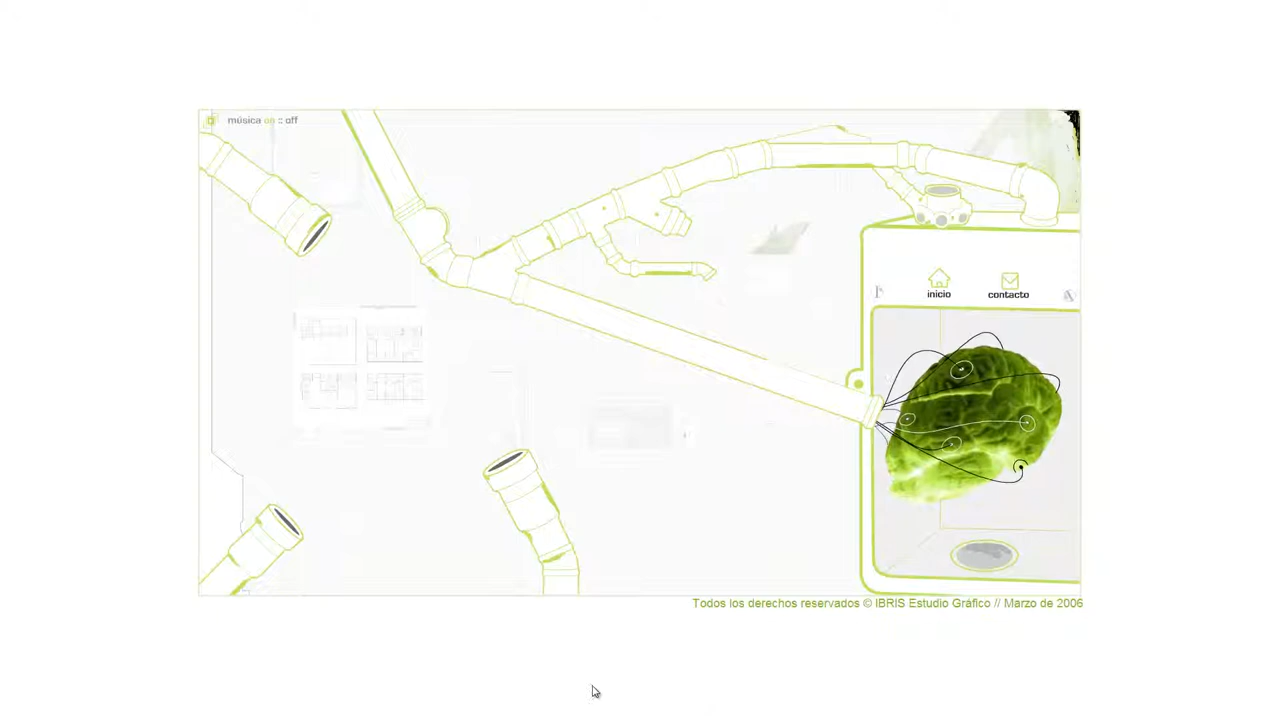 música on :: off
inicio
contacto
Todos los derechos reservados © IBRIS Estudio Gráfico // Marzo de 2006